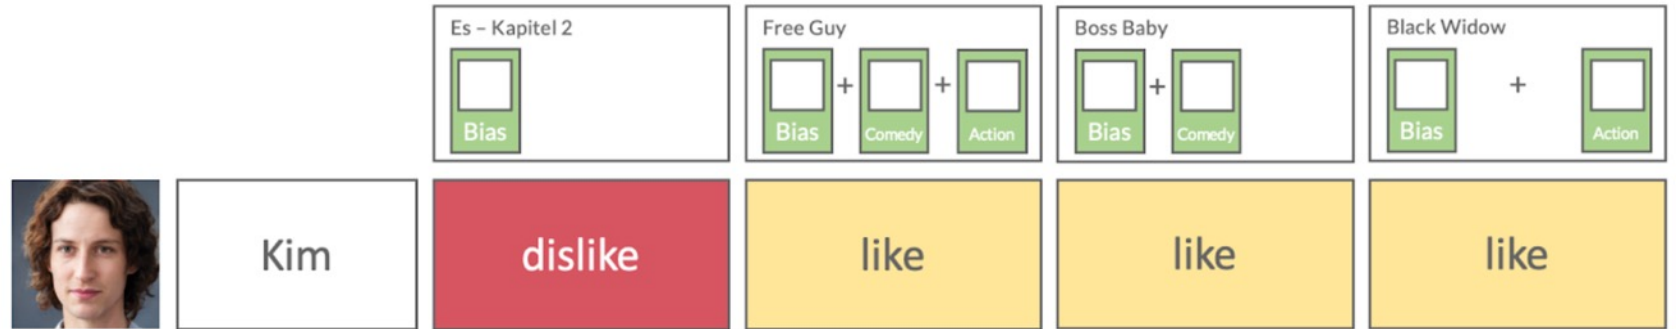 Es – Kapitel 2
Bias
Free Guy
Bias + Comedy + Action
Boss Baby
Bias + Comedy
Black Widow
Bias + Action
Kim
dislike
like
like
like